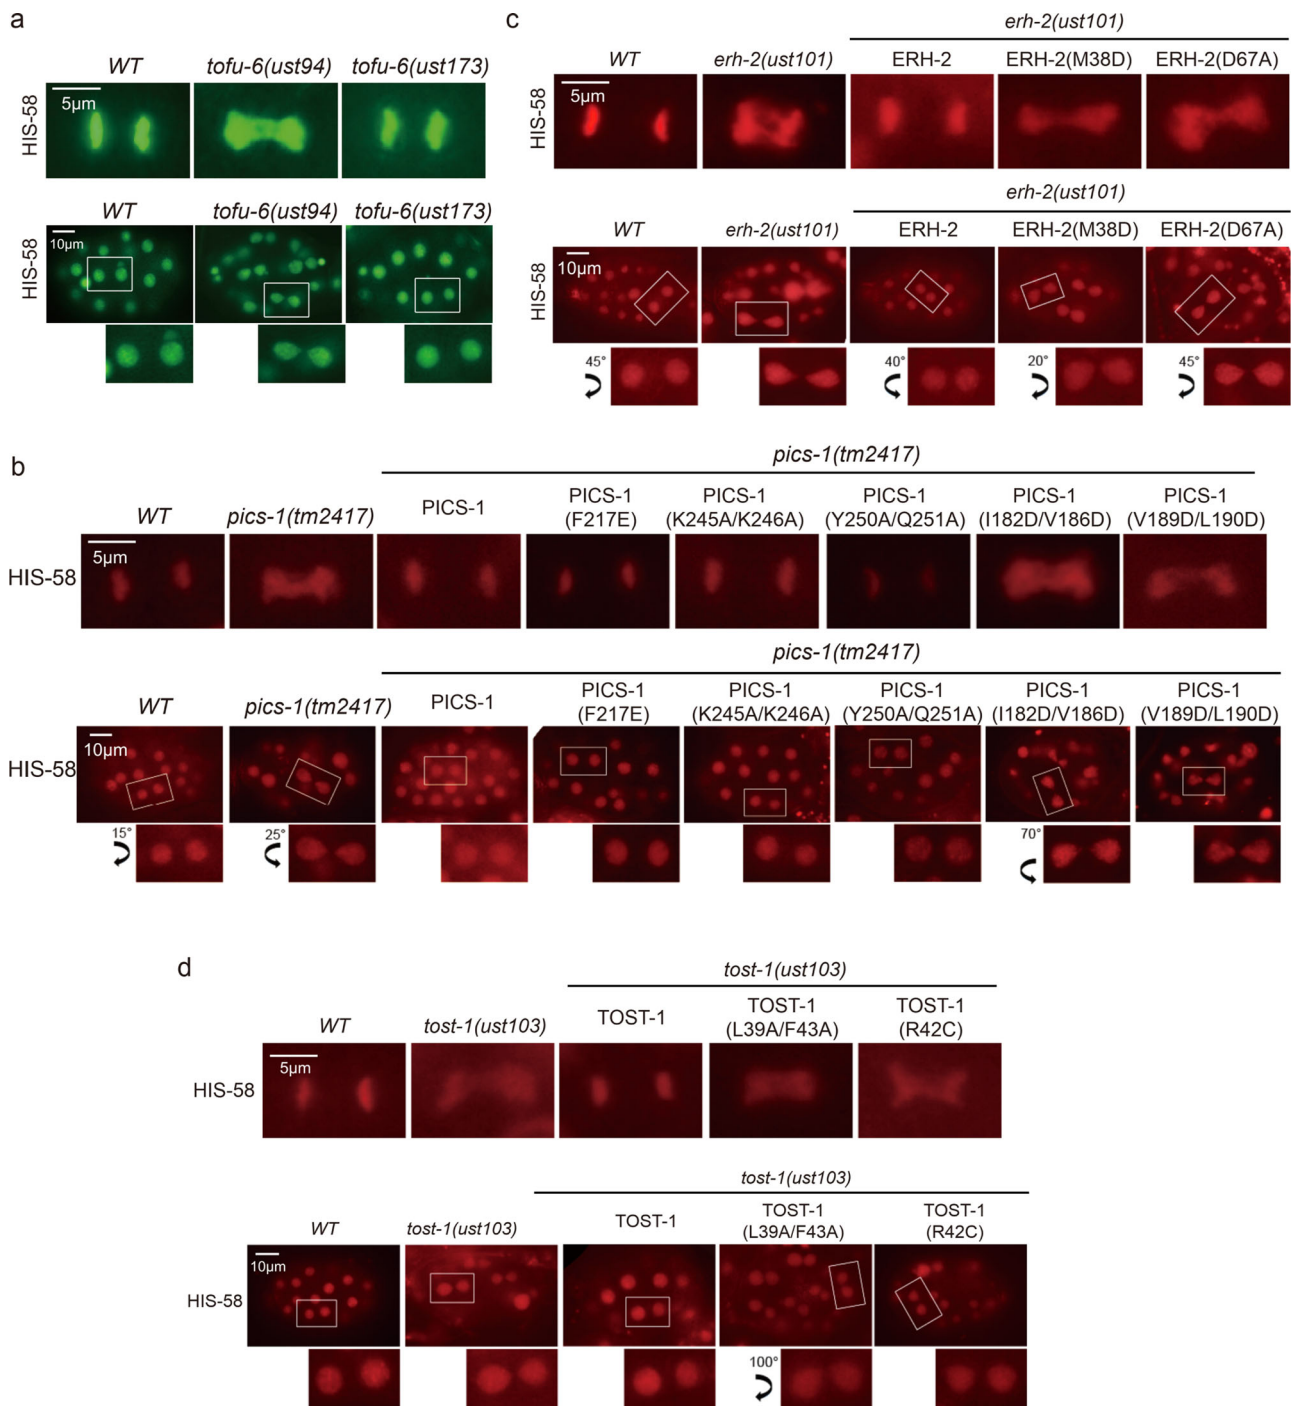 a
WT
tofu-6(ust94)
tofu-6(ust173)
HIS-58
5μm
WT
tofu-6(ust94)
tofu-6(ust173)
HIS-58
10μm
c
erh-2(ust101)
WT
erh-2(ust101)
ERH-2
ERH-2(M38D)
ERH-2(D67A)
HIS-58
5μm
erh-2(ust101)
WT
erh-2(ust101)
ERH-2
ERH-2(M38D)
ERH-2(D67A)
HIS-58
10μm
45°
40°
20°
45°
b
pics-1(tm2417)
WT
pics-1(tm2417)
PICS-1
PICS-1
(F217E)
PICS-1
(K245A/K246A)
PICS-1
(Y250A/Q251A)
PICS-1
(I182D/V186D)
PICS-1
(V189D/L190D)
HIS-58
5μm
pics-1(tm2417)
WT
pics-1(tm2417)
PICS-1
PICS-1
(F217E)
PICS-1
(K245A/K246A)
PICS-1
(Y250A/Q251A)
PICS-1
(I182D/V186D)
PICS-1
(V189D/L190D)
HIS-58
10μm
15°
25°
70°
d
tost-1(ust103)
WT
tost-1(ust103)
TOST-1
TOST-1
(L39A/F43A)
TOST-1
(R42C)
HIS-58
5μm
tost-1(ust103)
WT
tost-1(ust103)
TOST-1
TOST-1
(L39A/F43A)
TOST-1
(R42C)
HIS-58
10μm
100°